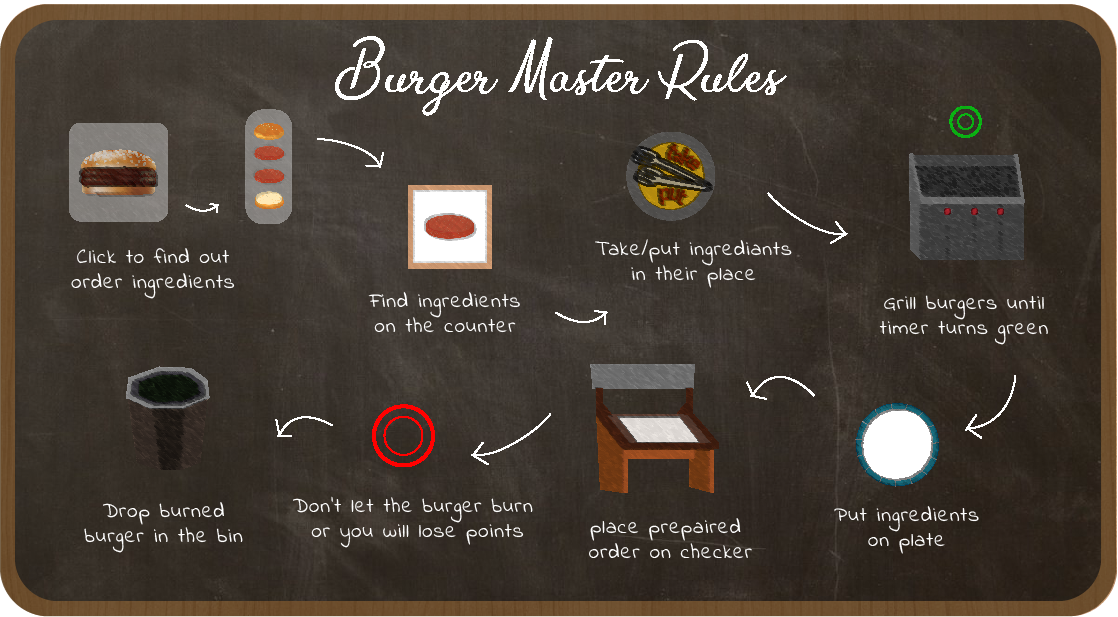 Burger Master Rules
Click to find out
order ingredients
Find ingredients
on the counter
Take/put ingrediants
in their place
Grill burgers until
timer turns green
Put ingredients
on plate
place prepaired
order on checker
Don't let the burger burn
or you will lose points
Drop burned
burger in the bin